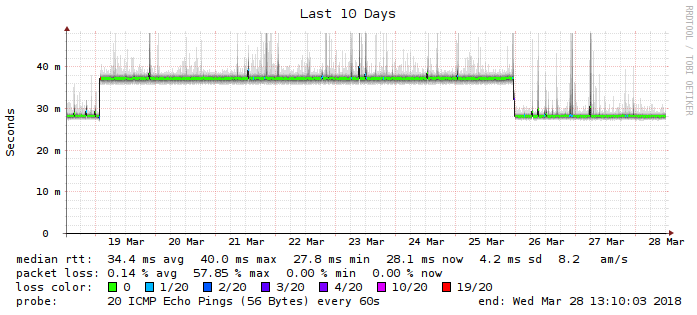 Last 10 Days
RRDTOOL / TOBI OETIKER
Seconds
40 m
30 m
20 m
10 m
0
19 Mar 20 Mar 21 Mar 22 Mar 23 Mar 24 Mar 25 Mar 26 Mar 27 Mar 28 Mar
median rtt: 34.4 ms avg 40.0 ms max 27.8 ms min 28.1 ms now 4.2 ms sd 8.2 am/s
packet loss: 0.14 % avg 57.85 % max 0.00 % min 0.00 % now
loss color: 0 1/20 2/20 3/20 4/20 10/20 19/20
probe: 20 ICMP Echo Pings (56 Bytes) every 60s end: Wed Mar 28 13:10:03 2018